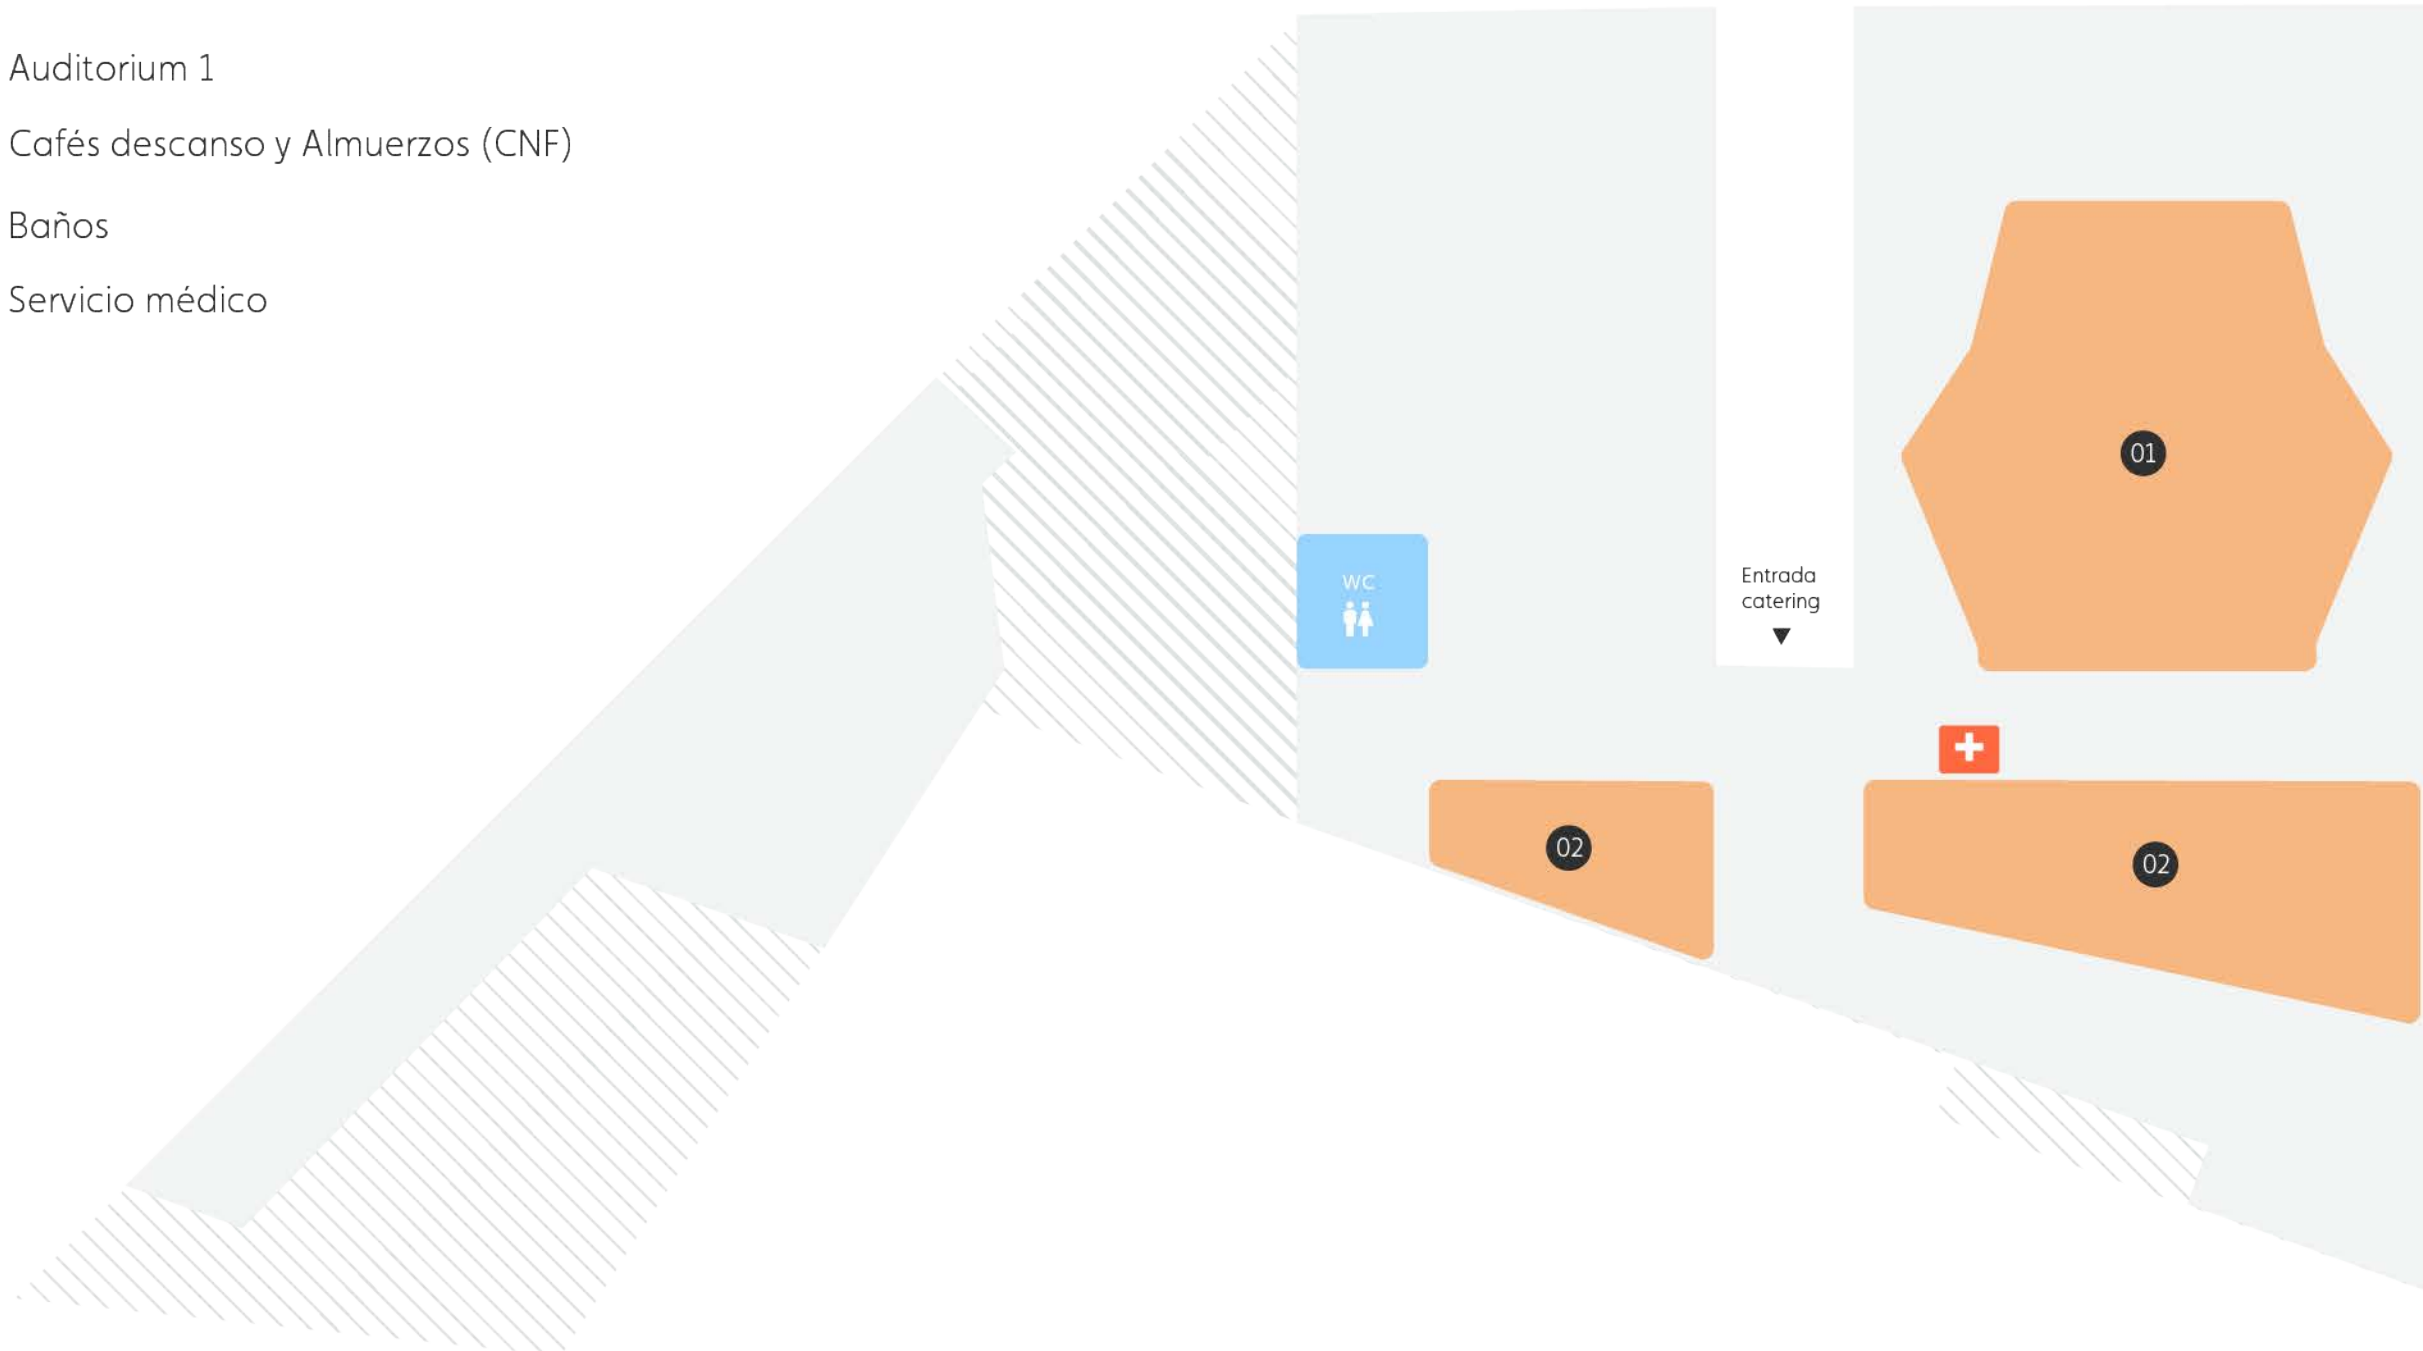 Auditorium 1
Cafés descanso y Almuerzos (CNF)
Baños
Servicio médico
01
WC
Entrada
catering
02
02